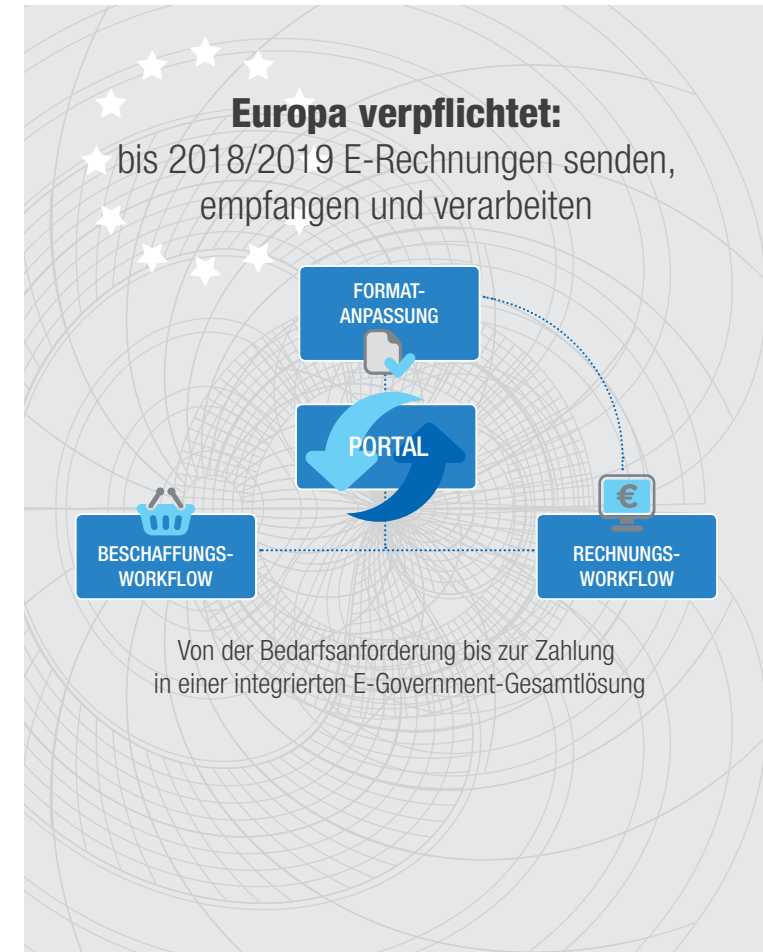 Europa verpflichtet:
bis 2018/2019 E-Rechnungen senden,
empfangen und verarbeiten
FORMAT-
ANPASSUNG
PORTAL
€
BESCHAFFUNGS-
WORKFLOW
RECHNUNGS-
WORKFLOW
Von der Bedarfsanforderung bis zur Zahlung
in einer integrierten E-Government-Gesamtlösung